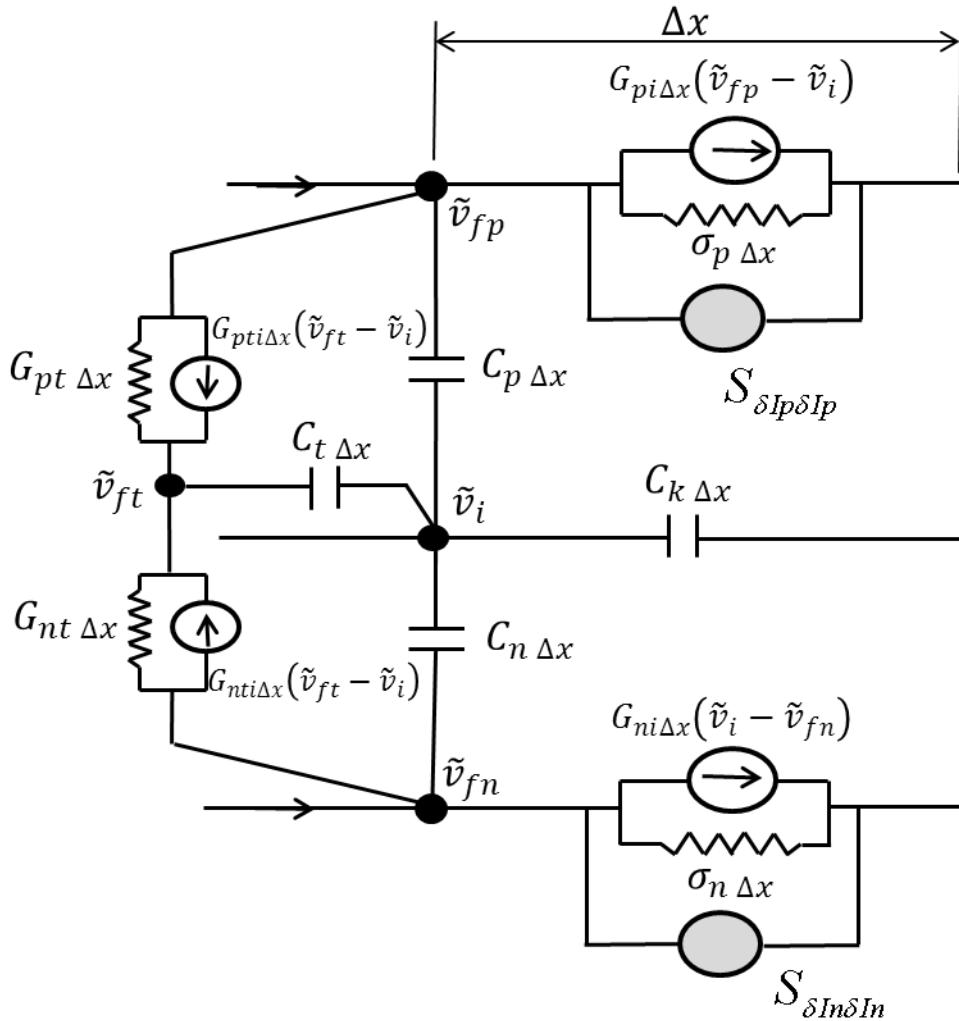 Δx
G_{piΔx}(ṽ_{fp} − ṽ_i)
ṽ_{fp}
σ_{p Δx}
G_{ptiΔx}(ṽ_{ft} − ṽ_i)
G_{pt Δx}
C_{p Δx}
S_{δIpδIp}
C_{t Δx}
ṽ_{ft}
ṽ_i
C_{k Δx}
G_{nt Δx}
C_{n Δx}
G_{ntiΔx}(ṽ_{ft} − ṽ_i)
G_{niΔx}(ṽ_i − ṽ_{fn})
ṽ_{fn}
σ_{n Δx}
S_{δInδIn}